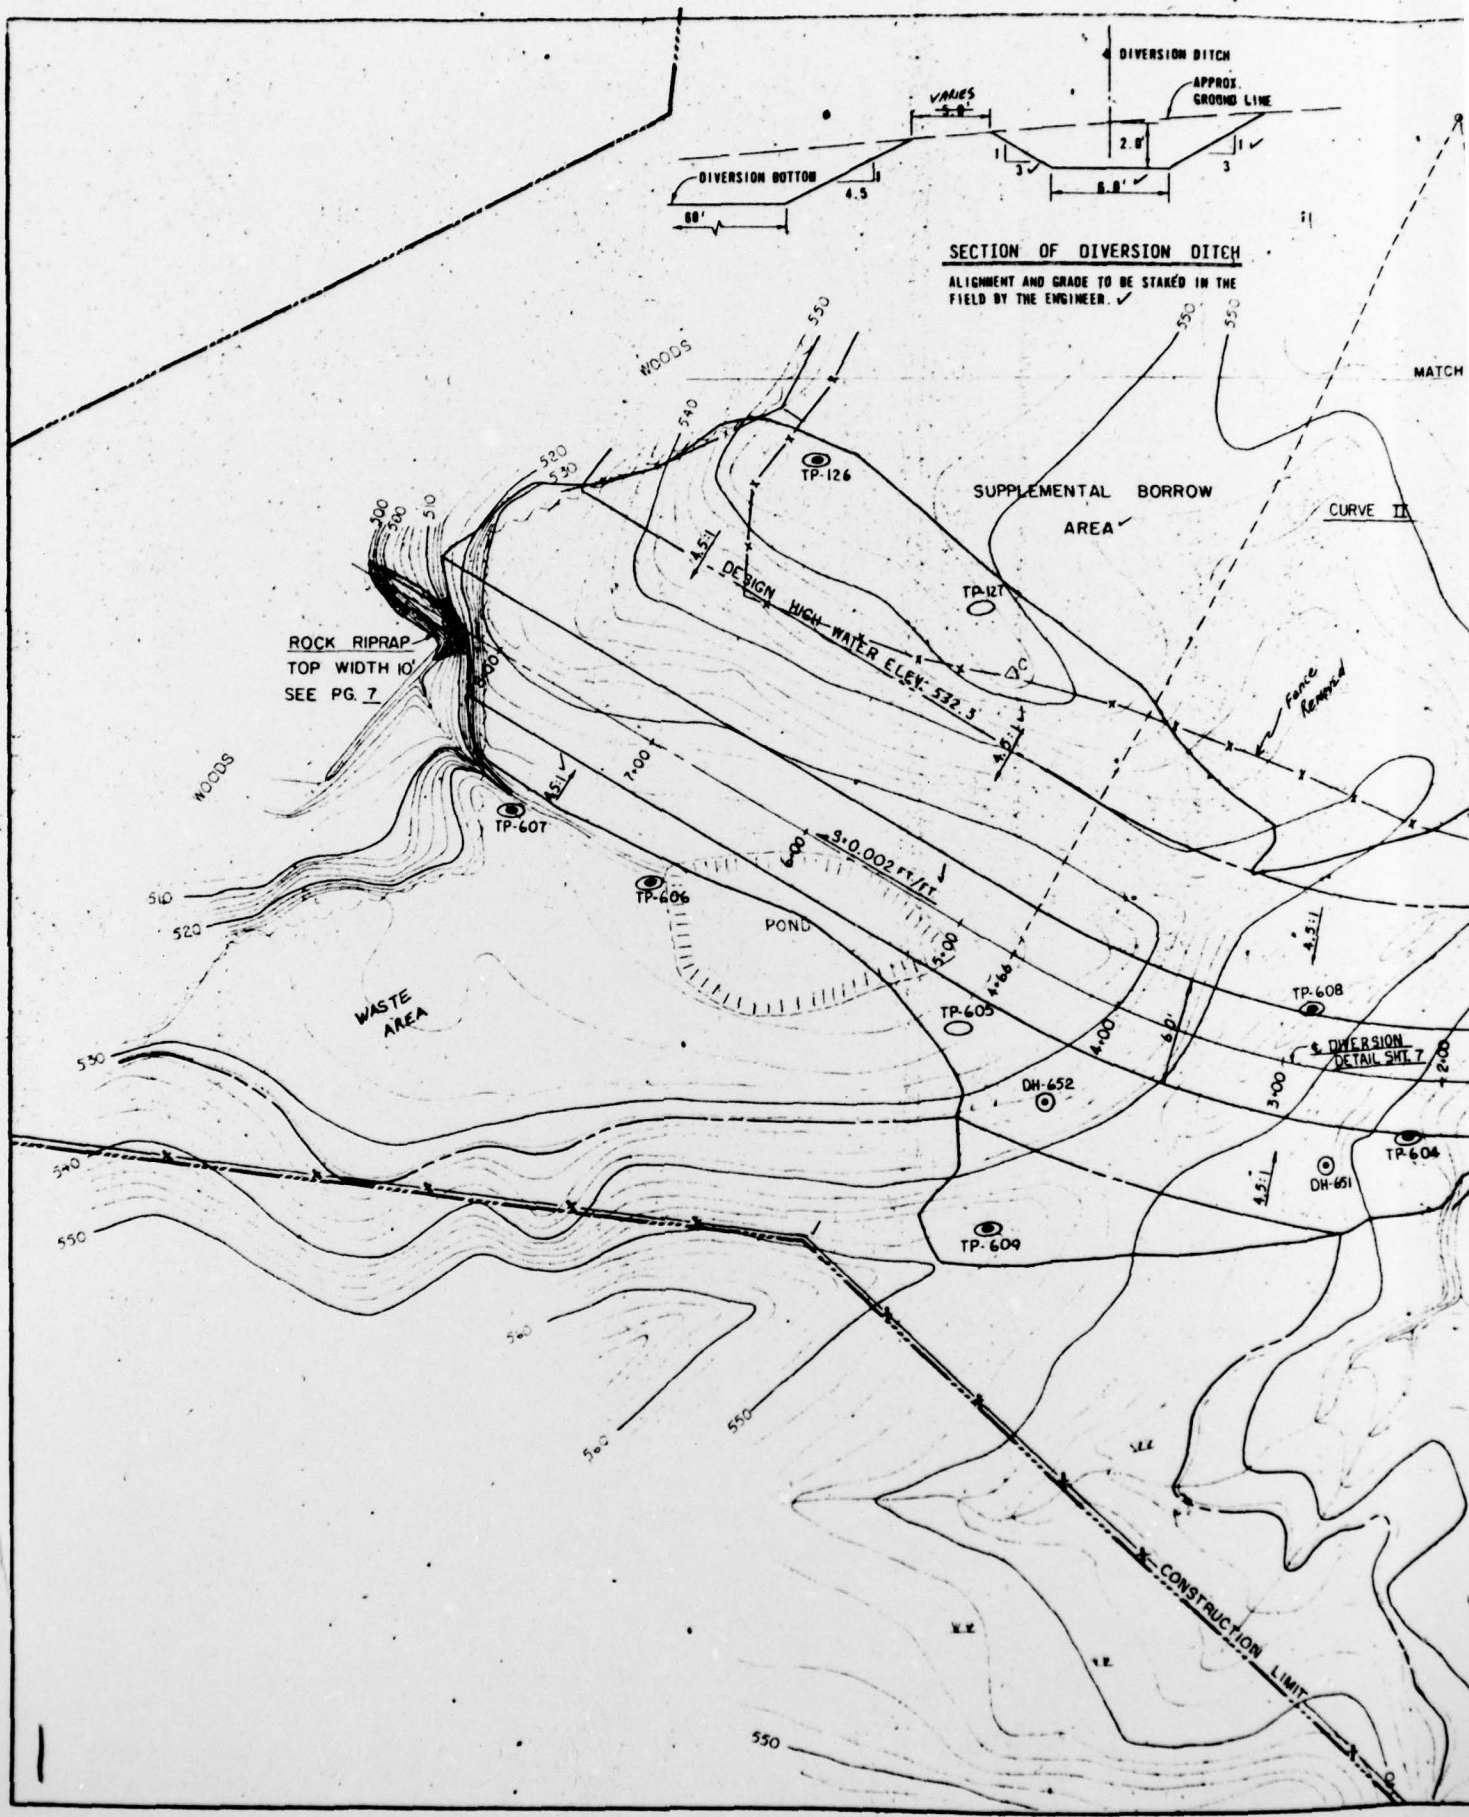 DIVERSION DITCH
APPROX.
GROUND LINE
VARIES
5.0'
2.0'
DIVERSION BOTTOM
1
4.5
1
3
1
3
60'
6.0'
SECTION OF DIVERSION DITCH
ALIGNMENT AND GRADE TO BE STAKED IN THE
FIELD BY THE ENGINEER.
550
550
550
WOODS
MATCH
540
520
530
TP-126
SUPPLEMENTAL BORROW
AREA
CURVE II
500
500
510
4.5:1
DESIGN HIGH WATER ELEV. 532.5
TP-127
ROCK RIPRAP
TOP WIDTH 10'
SEE PG. 7
8+00
C
Fence
Removed
WOODS
7+00
4.5:1
4.5:1
TP-607
6+00
S=0.002 FT/FT
TP-606
510
520
POND
5+00
4.5:1
4+66
WASTE
AREA
TP-605
TP-608
4+00
60'
℄ DIVERSION
DETAIL SHT. 7
2+00
530
DH-652
3+00
540
TP-604
4.5:1
DH-651
550
TP-609
560
550
560
CONSTRUCTION LIMIT
550